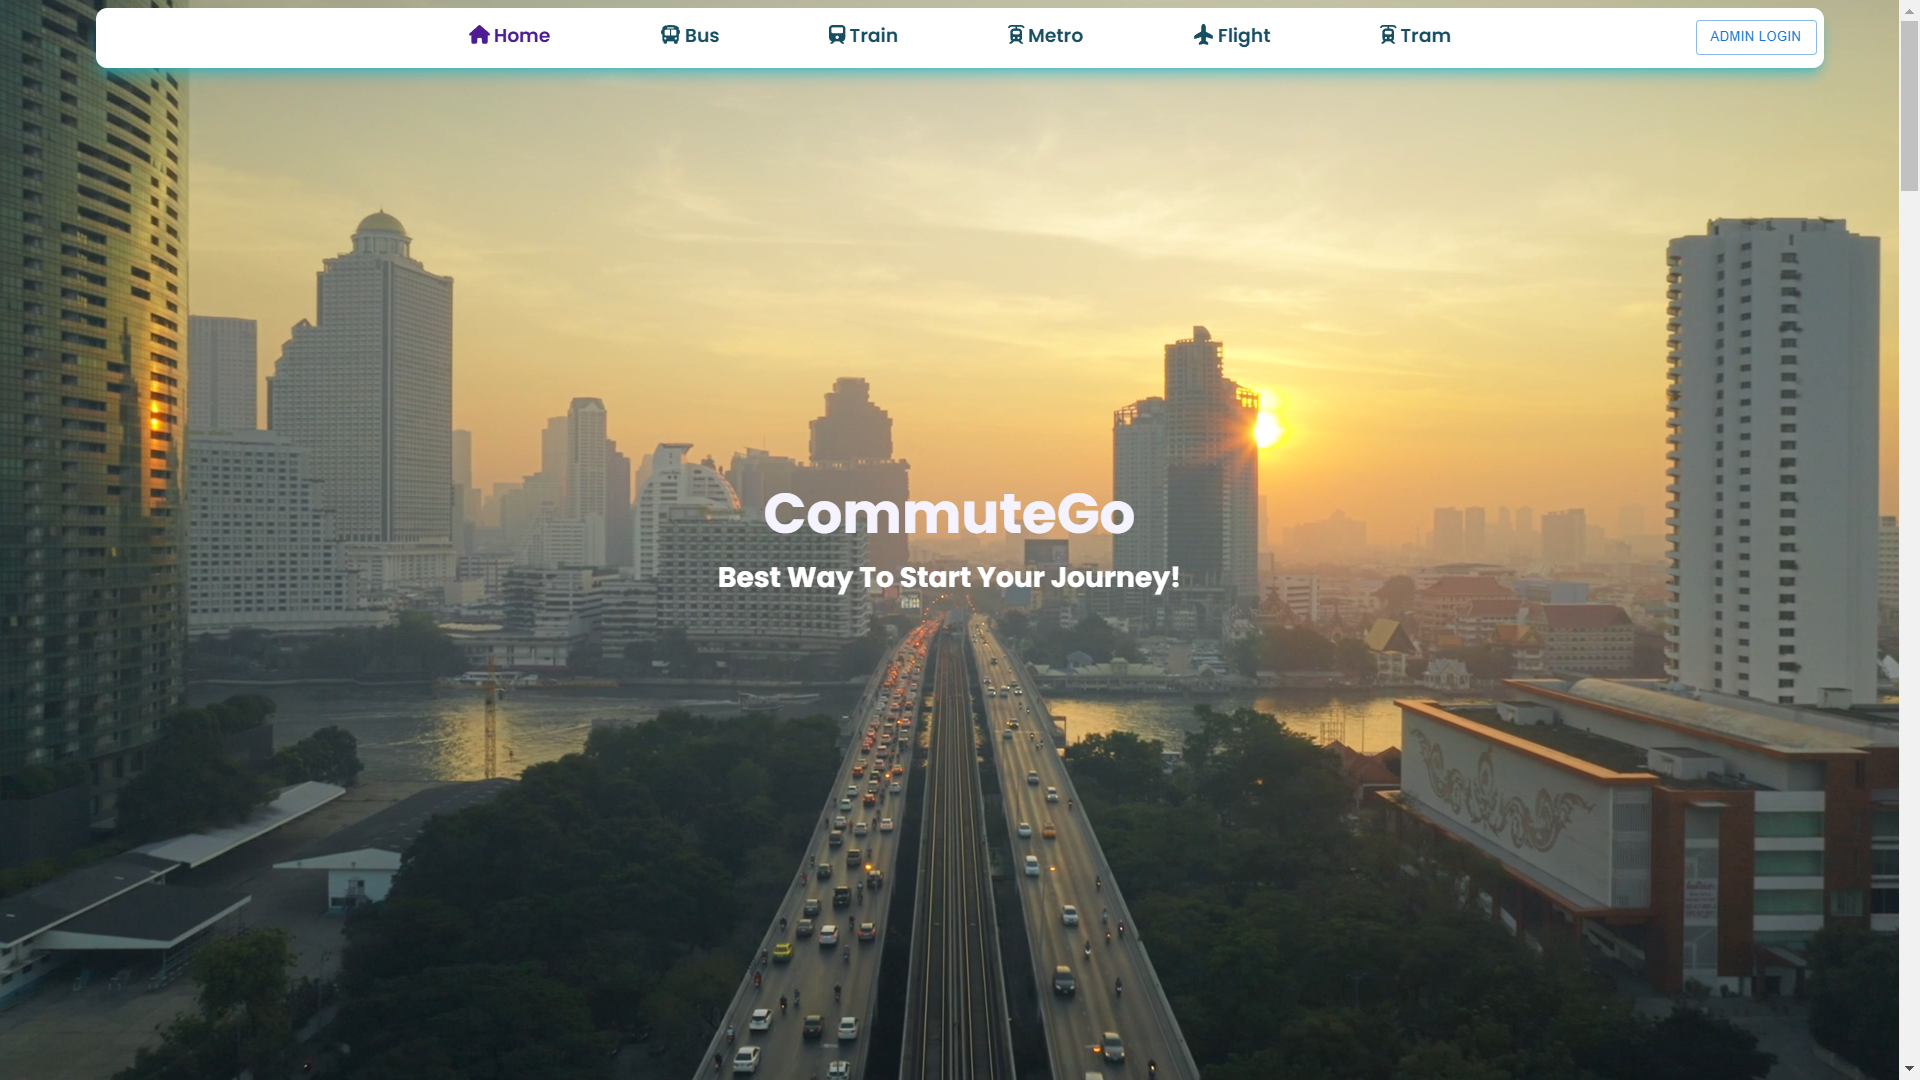 Home
Bus
Train
Metro
Flight
Tram
ADMIN LOGIN
CommuteGo
Best Way To Start Your Journey!